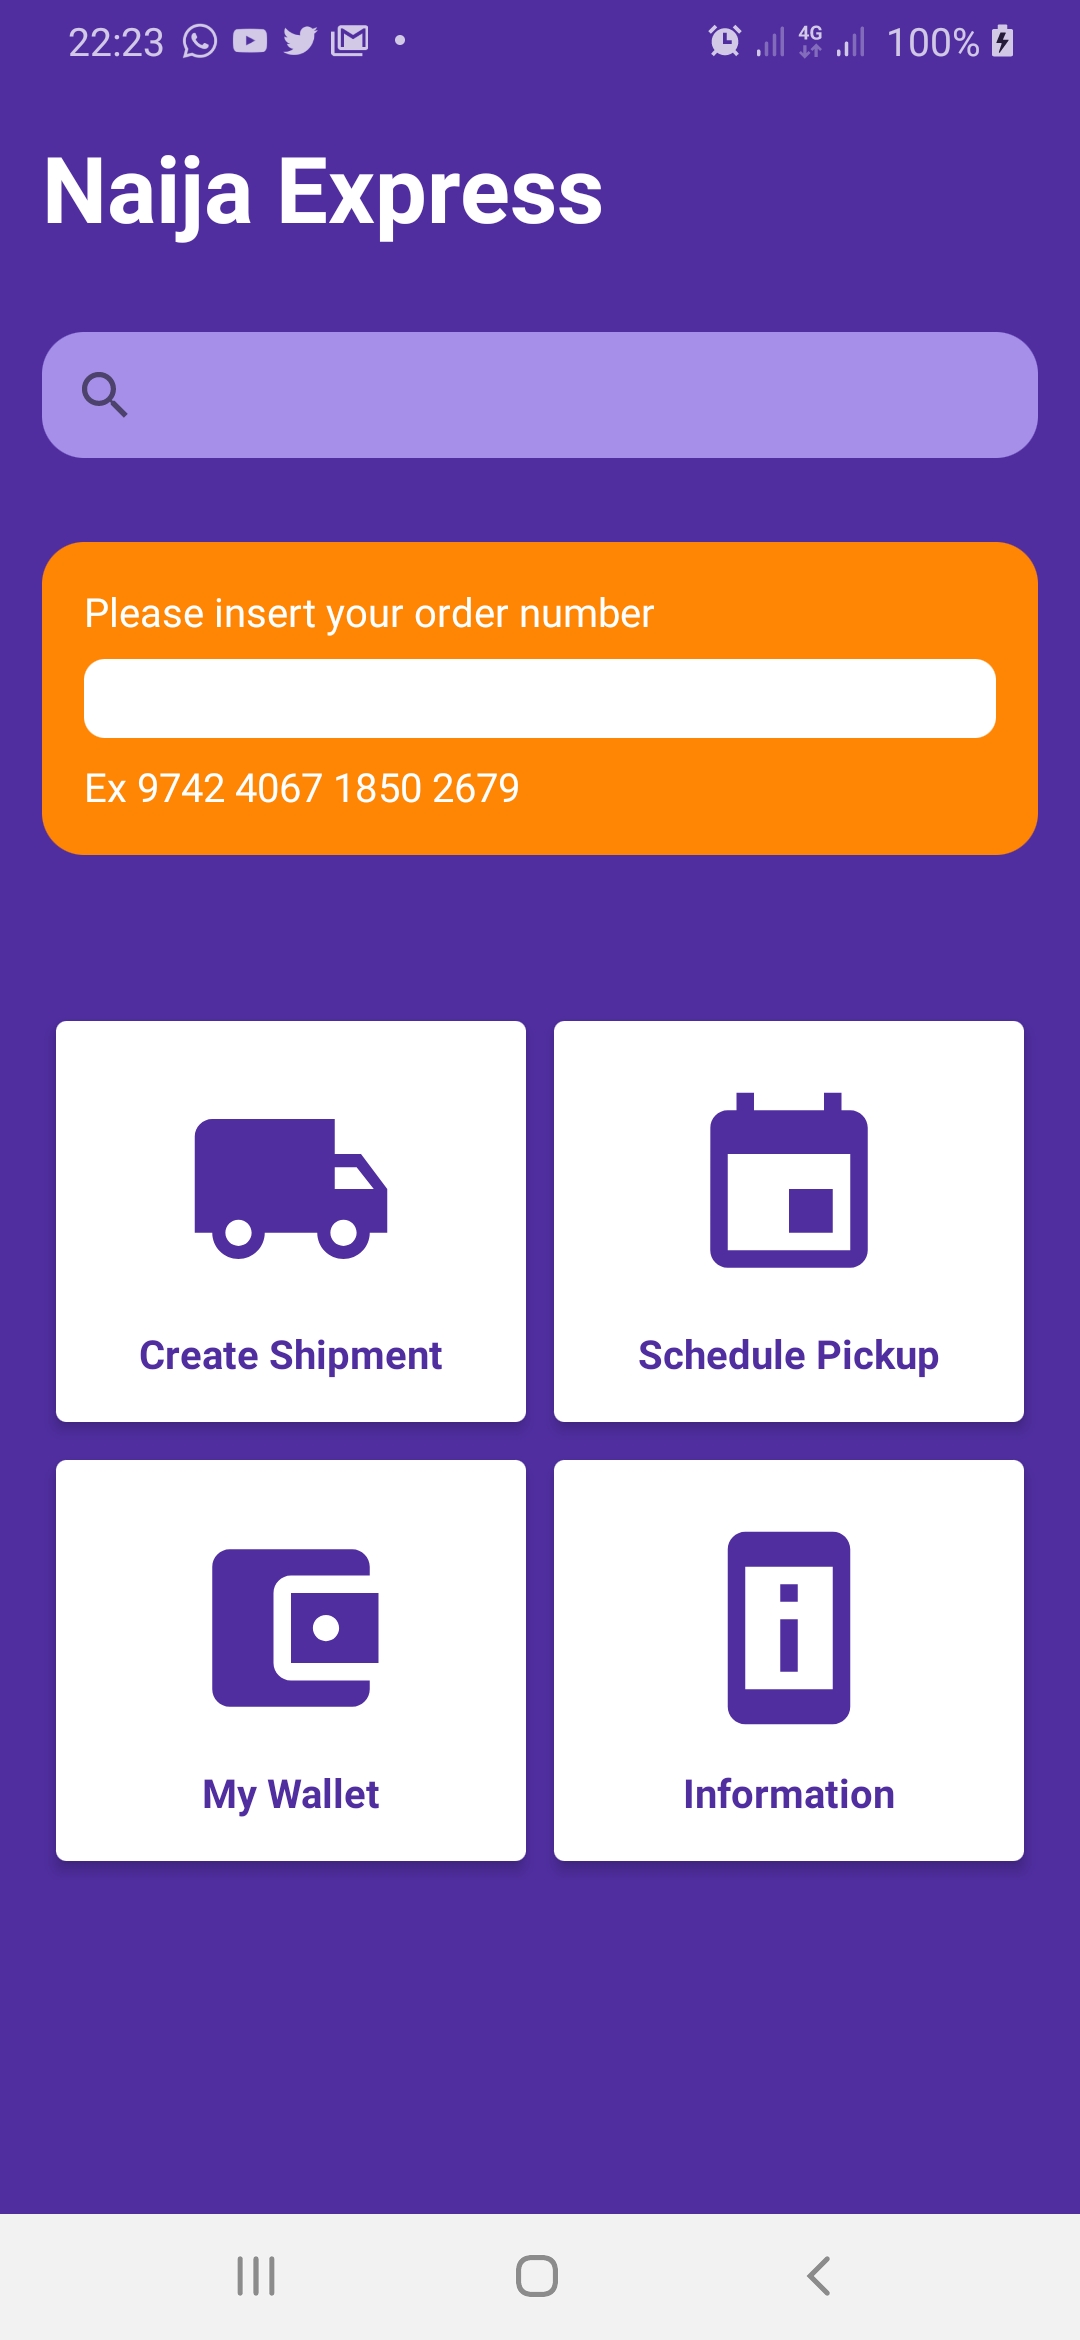 22:23 4G 100%
Naija Express
Please insert your order number
Ex 9742 4067 1850 2679
Create Shipment Schedule Pickup
My Wallet Information